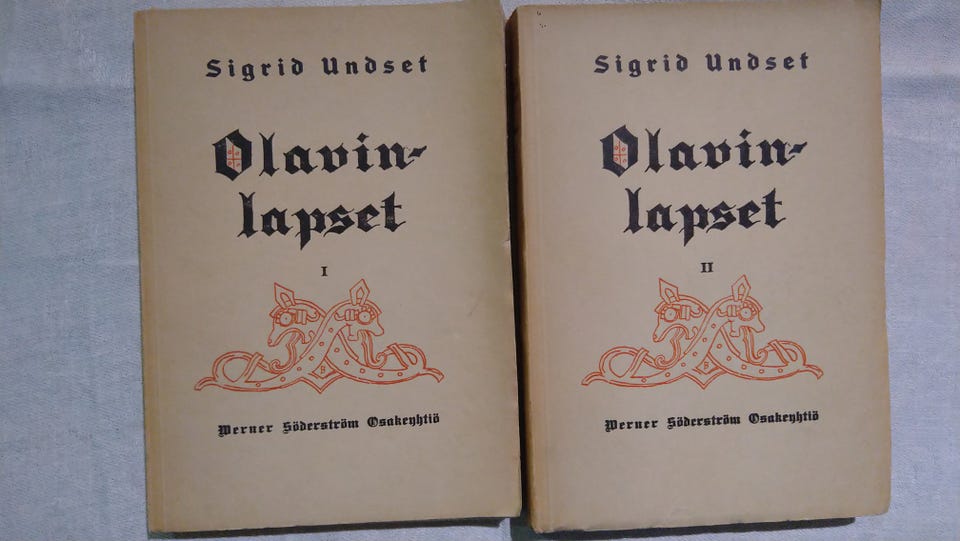 Sigrid Undset
Olavin-
lapset
I
Werner Söderström Osakeyhtiö
Sigrid Undset
Olavin-
lapset
II
Werner Söderström Osakeyhtiö